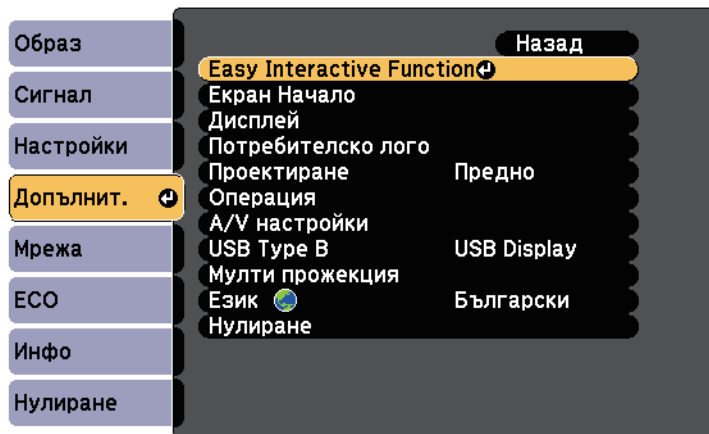 Образ
Сигнал
Настройки
Допълнит.
Мрежа
ECO
Инфо
Нулиране
Назад
Easy Interactive Function
Екран Начало
Дисплей
Потребителско лого
Проектиране Предно
Операция
A/V настройки
USB Type B USB Display
Мулти прожекция
Език Български
Нулиране